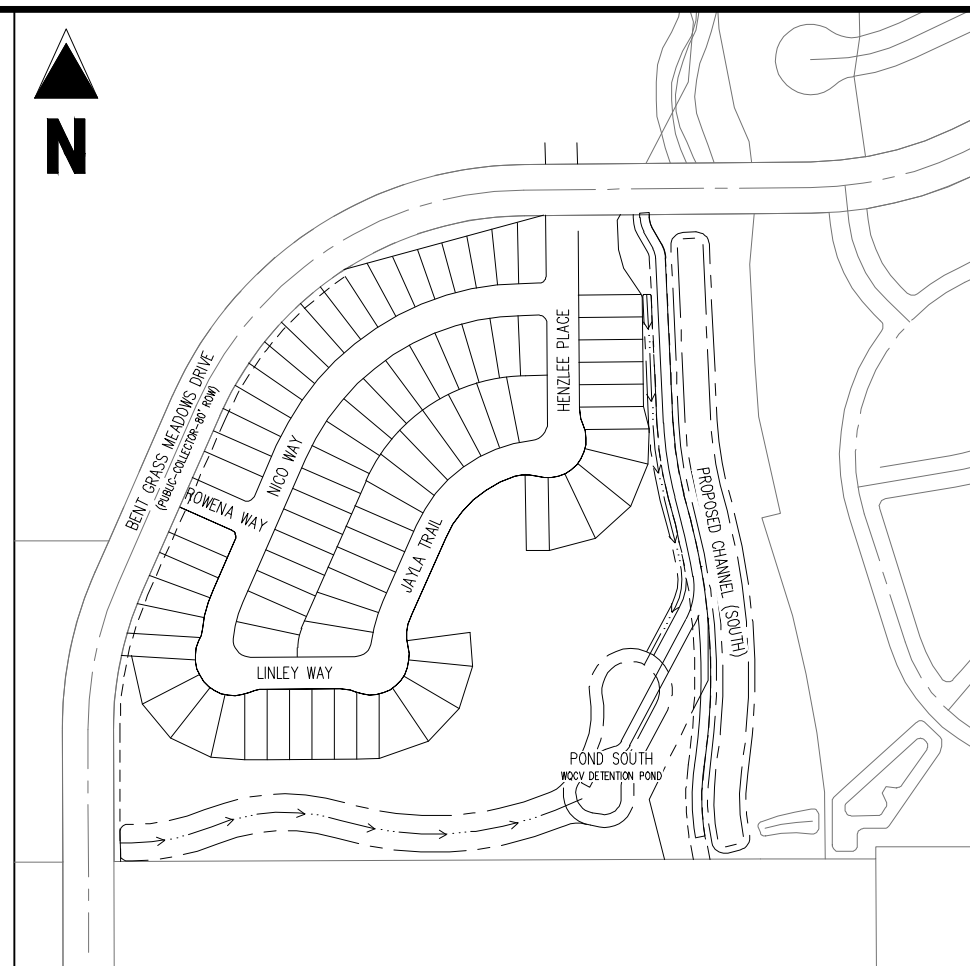 N
BENT GRASS MEADOWS DRIVE
(PUBLIC-COLLECTOR-80' ROW)
HENZLEE PLACE
NICO WAY
ROWENA WAY
JAYLA TRAIL
LINLEY WAY
PROPOSED CHANNEL (SOUTH)
POND SOUTH
WQCV DETENTION POND